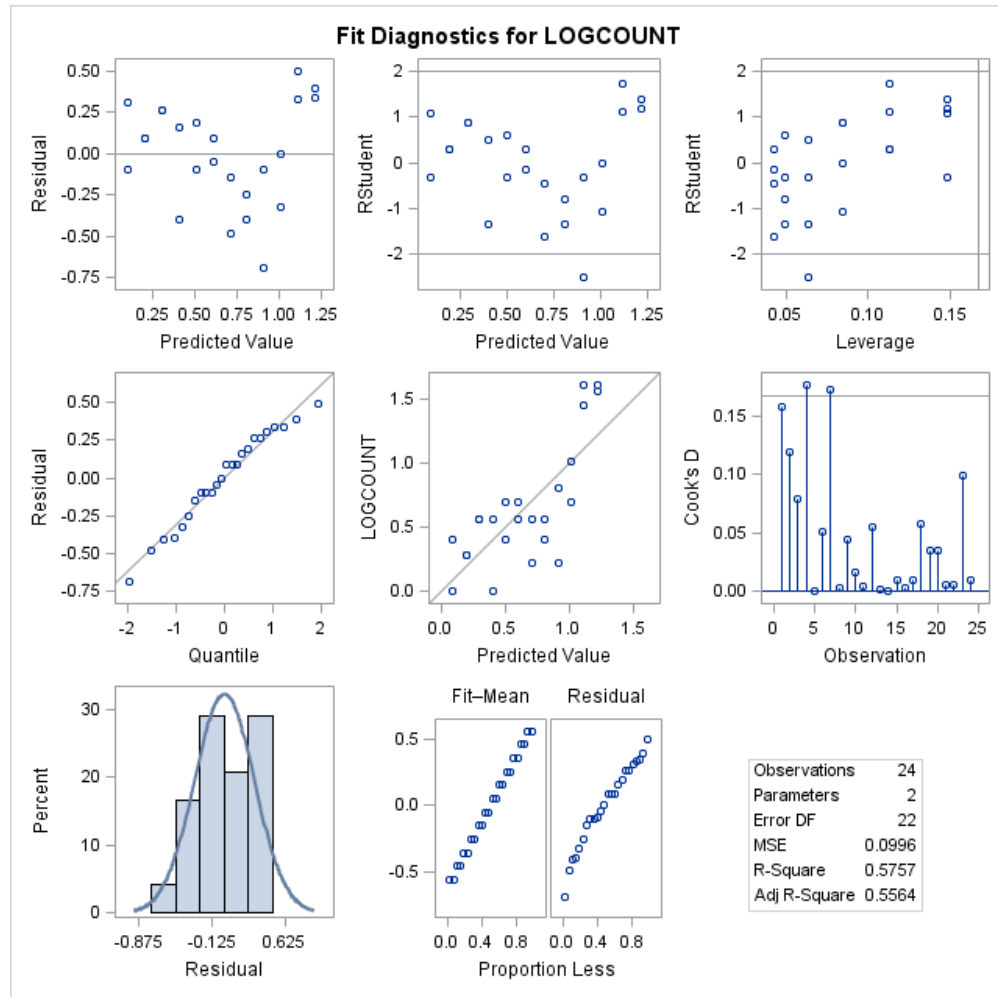 Fit Diagnostics for LOGCOUNT
0.50
0.25
0.00
-0.25
-0.50
-0.75
Residual
0.25 0.50 0.75 1.00 1.25
Predicted Value
2
1
0
-1
-2
RStudent
0.25 0.50 0.75 1.00 1.25
Predicted Value
2
1
0
-1
-2
RStudent
0.05 0.10 0.15
Leverage
0.50
0.25
0.00
-0.25
-0.50
-0.75
Residual
-2 -1 0 1 2
Quantile
1.5
1.0
0.5
0.0
LOGCOUNT
0.0 0.5 1.0 1.5
Predicted Value
0.15
0.10
0.05
0.00
Cook's D
0 5 10 15 20 25
Observation
30
20
10
0
Percent
-0.875 -0.125 0.625
Residual
Fit–Mean Residual
0.5
0.0
-0.5
0.0 0.4 0.8 0.0 0.4 0.8
Proportion Less
Observations 24
Parameters 2
Error DF 22
MSE 0.0996
R-Square 0.5757
Adj R-Square 0.5564